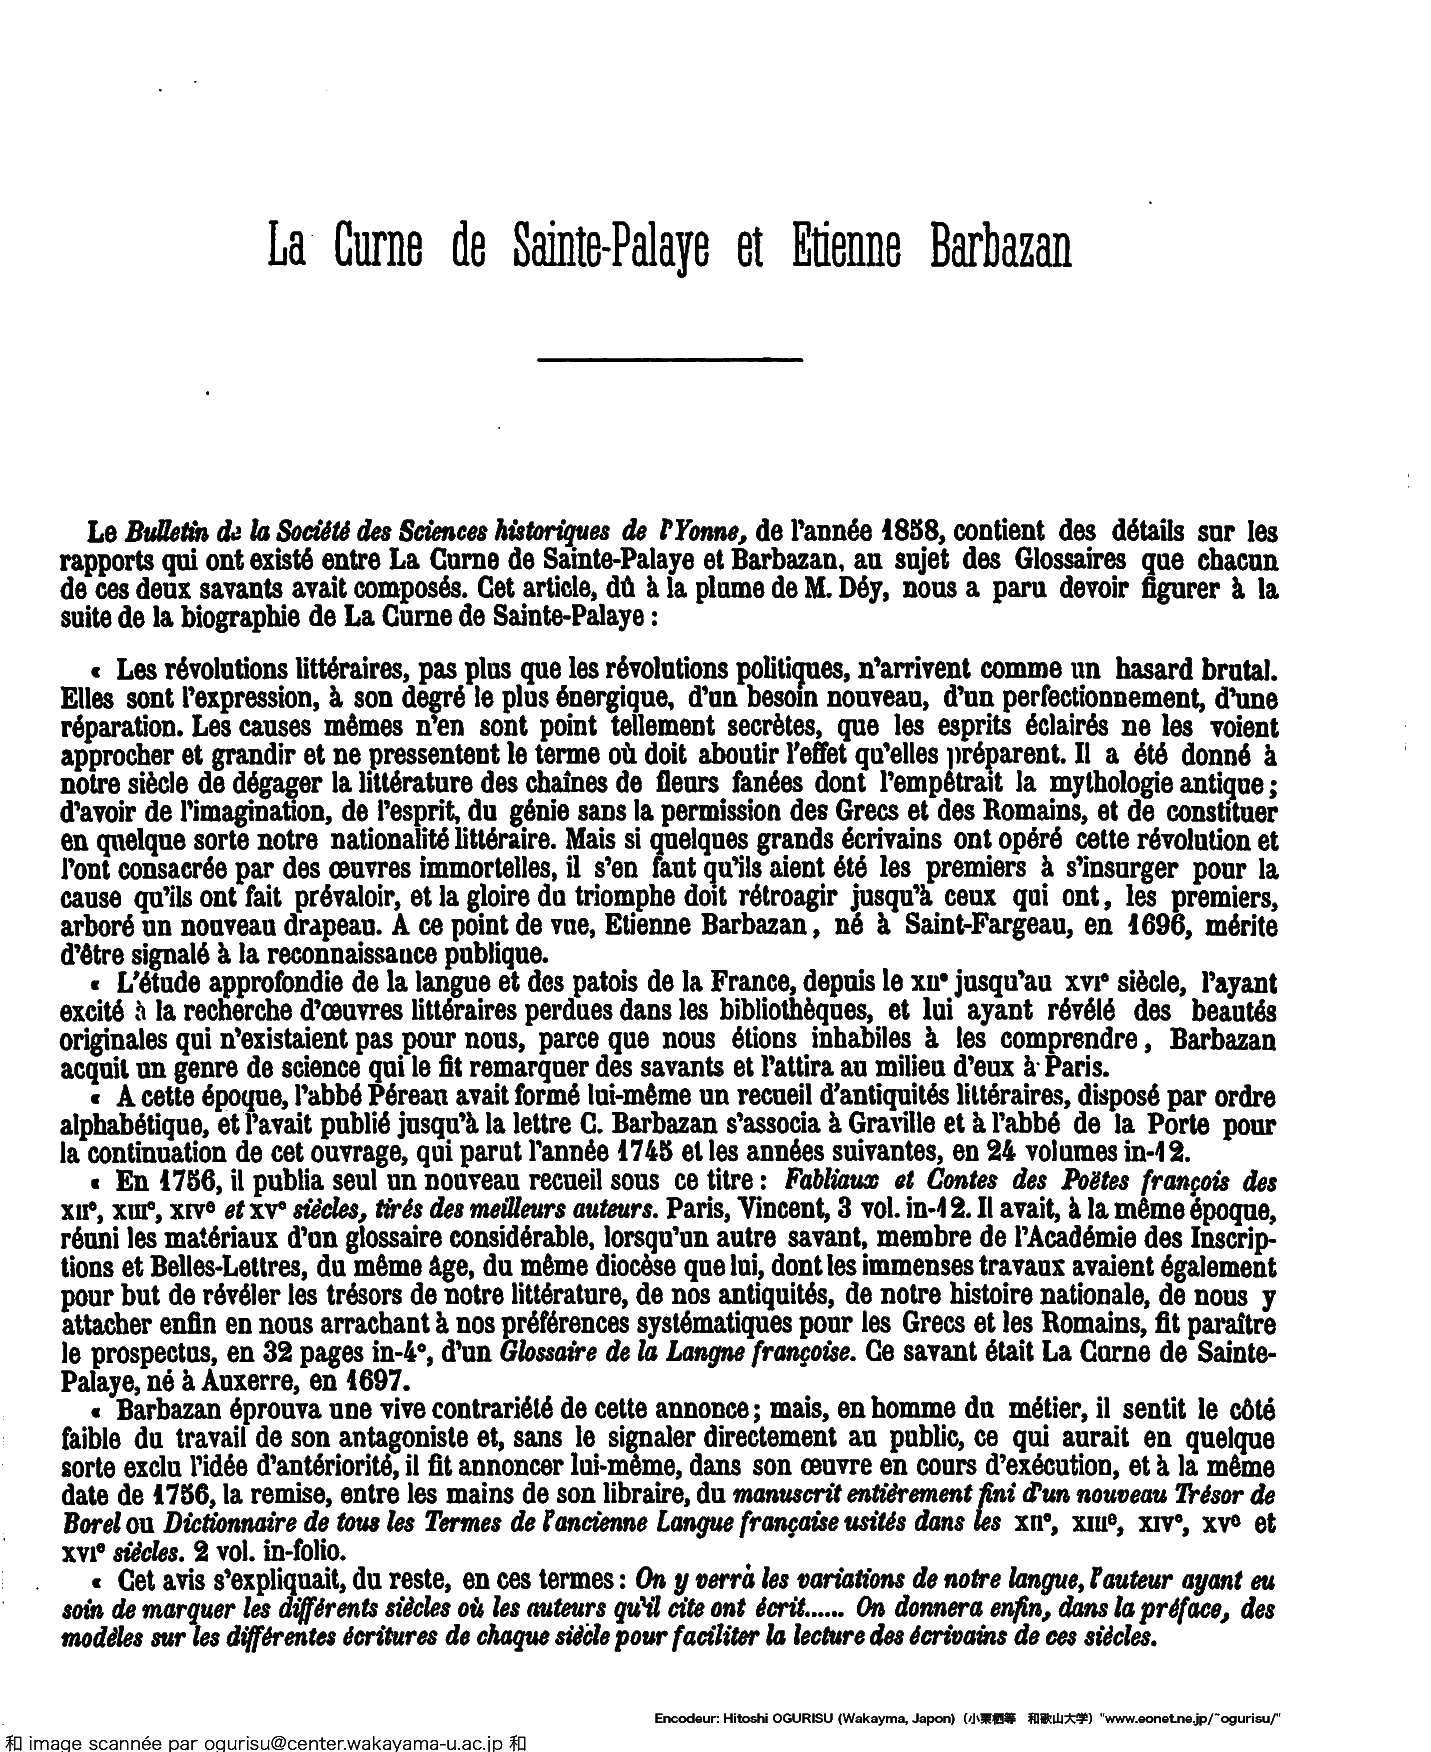 La Curne de Sainte-Palaye et Etienne Barbazan
Le Bulletin de la Société des Sciences historiques de l'Yonne, de l'année 1858, contient des détails sur les
rapports qui ont existé entre La Curne de Sainte-Palaye et Barbazan, au sujet des Glossaires que chacun
de ces deux savants avait composés. Cet article, dû à la plume de M. Déy, nous a paru devoir figurer à la
suite de la biographie de La Curne de Sainte-Palaye :
« Les révolutions littéraires, pas plus que les révolutions politiques, n'arrivent comme un hasard brutal.
Elles sont l'expression, à son degré le plus énergique, d'un besoin nouveau, d'un perfectionnement, d'une
réparation. Les causes mêmes n'en sont point tellement secrètes, que les esprits éclairés ne les voient
approcher et grandir et ne pressentent le terme où doit aboutir l'effet qu'elles préparent. Il a été donné à
notre siècle de dégager la littérature des chaînes de fleurs fanées dont l'empêtrait la mythologie antique ;
d'avoir de l'imagination, de l'esprit, du génie sans la permission des Grecs et des Romains, et de constituer
en quelque sorte notre nationalité littéraire. Mais si quelques grands écrivains ont opéré cette révolution et
l'ont consacrée par des œuvres immortelles, il s'en faut qu'ils aient été les premiers à s'insurger pour la
cause qu'ils ont fait prévaloir, et la gloire du triomphe doit rétroagir jusqu'à ceux qui ont, les premiers,
arboré un nouveau drapeau. A ce point de vue, Etienne Barbazan, né à Saint-Fargeau, en 1696, mérite
d'être signalé à la reconnaissance publique.
« L'étude approfondie de la langue et des patois de la France, depuis le XIIe jusqu'au XVIe siècle, l'ayant
excité à la recherche d'œuvres littéraires perdues dans les bibliothèques, et lui ayant révélé des beautés
originales qui n'existaient pas pour nous, parce que nous étions inhabiles à les comprendre, Barbazan
acquit un genre de science qui le fit remarquer des savants et l'attira au milieu d'eux à Paris.
« A cette époque, l'abbé Péreau avait formé lui-même un recueil d'antiquités littéraires, disposé par ordre
alphabétique, et l'avait publié jusqu'à la lettre C. Barbazan s'associa à Graville et à l'abbé de la Porte pour
la continuation de cet ouvrage, qui parut l'année 1745 et les années suivantes, en 24 volumes in-12.
« En 1756, il publia seul un nouveau recueil sous ce titre : Fabliaux et Contes des Poëtes françois des
XIIe, XIIIe, XIVe et XVe siècles, tirés des meilleurs auteurs. Paris, Vincent, 3 vol. in-12. Il avait, à la même époque,
réuni les matériaux d'un glossaire considérable, lorsqu'un autre savant, membre de l'Académie des Inscrip-
tions et Belles-Lettres, du même âge, du même diocèse que lui, dont les immenses travaux avaient également
pour but de révéler les trésors de notre littérature, de nos antiquités, de notre histoire nationale, de nous y
attacher enfin en nous arrachant à nos préférences systématiques pour les Grecs et les Romains, fit paraître
le prospectus, en 32 pages in-4°, d'un Glossaire de la Langne françoise. Ce savant était La Curne de Sainte-
Palaye, né à Auxerre, en 1697.
« Barbazan éprouva une vive contrariété de cette annonce ; mais, en homme du métier, il sentit le côté
faible du travail de son antagoniste et, sans le signaler directement au public, ce qui aurait en quelque
sorte exclu l'idée d'antériorité, il fit annoncer lui-même, dans son œuvre en cours d'exécution, et à la même
date de 1756, la remise, entre les mains de son libraire, du manuscrit entièrement fini d'un nouveau Trésor de
Borel ou Dictionnaire de tous les Termes de l'ancienne Langue française usités dans les XIIe, XIIIe, XIVe, XVe et
XVIe siècles. 2 vol. in-folio.
« Cet avis s'expliquait, du reste, en ces termes : On y verra les variations de notre langue, l'auteur ayant eu
soin de marquer les différents siècles où les auteurs qu'il cite ont écrit...... On donnera enfin, dans la préface, des
modèles sur les différentes écritures de chaque siècle pour faciliter la lecture des écrivains de ces siècles.
Encodeur: Hitoshi OGURISU (Wakayma, Japon) (小栗栖等 和歌山大学) "www.eonet.ne.jp/~ogurisu/"
和 image scannée par ogurisu@center.wakayama-u.ac.jp 和